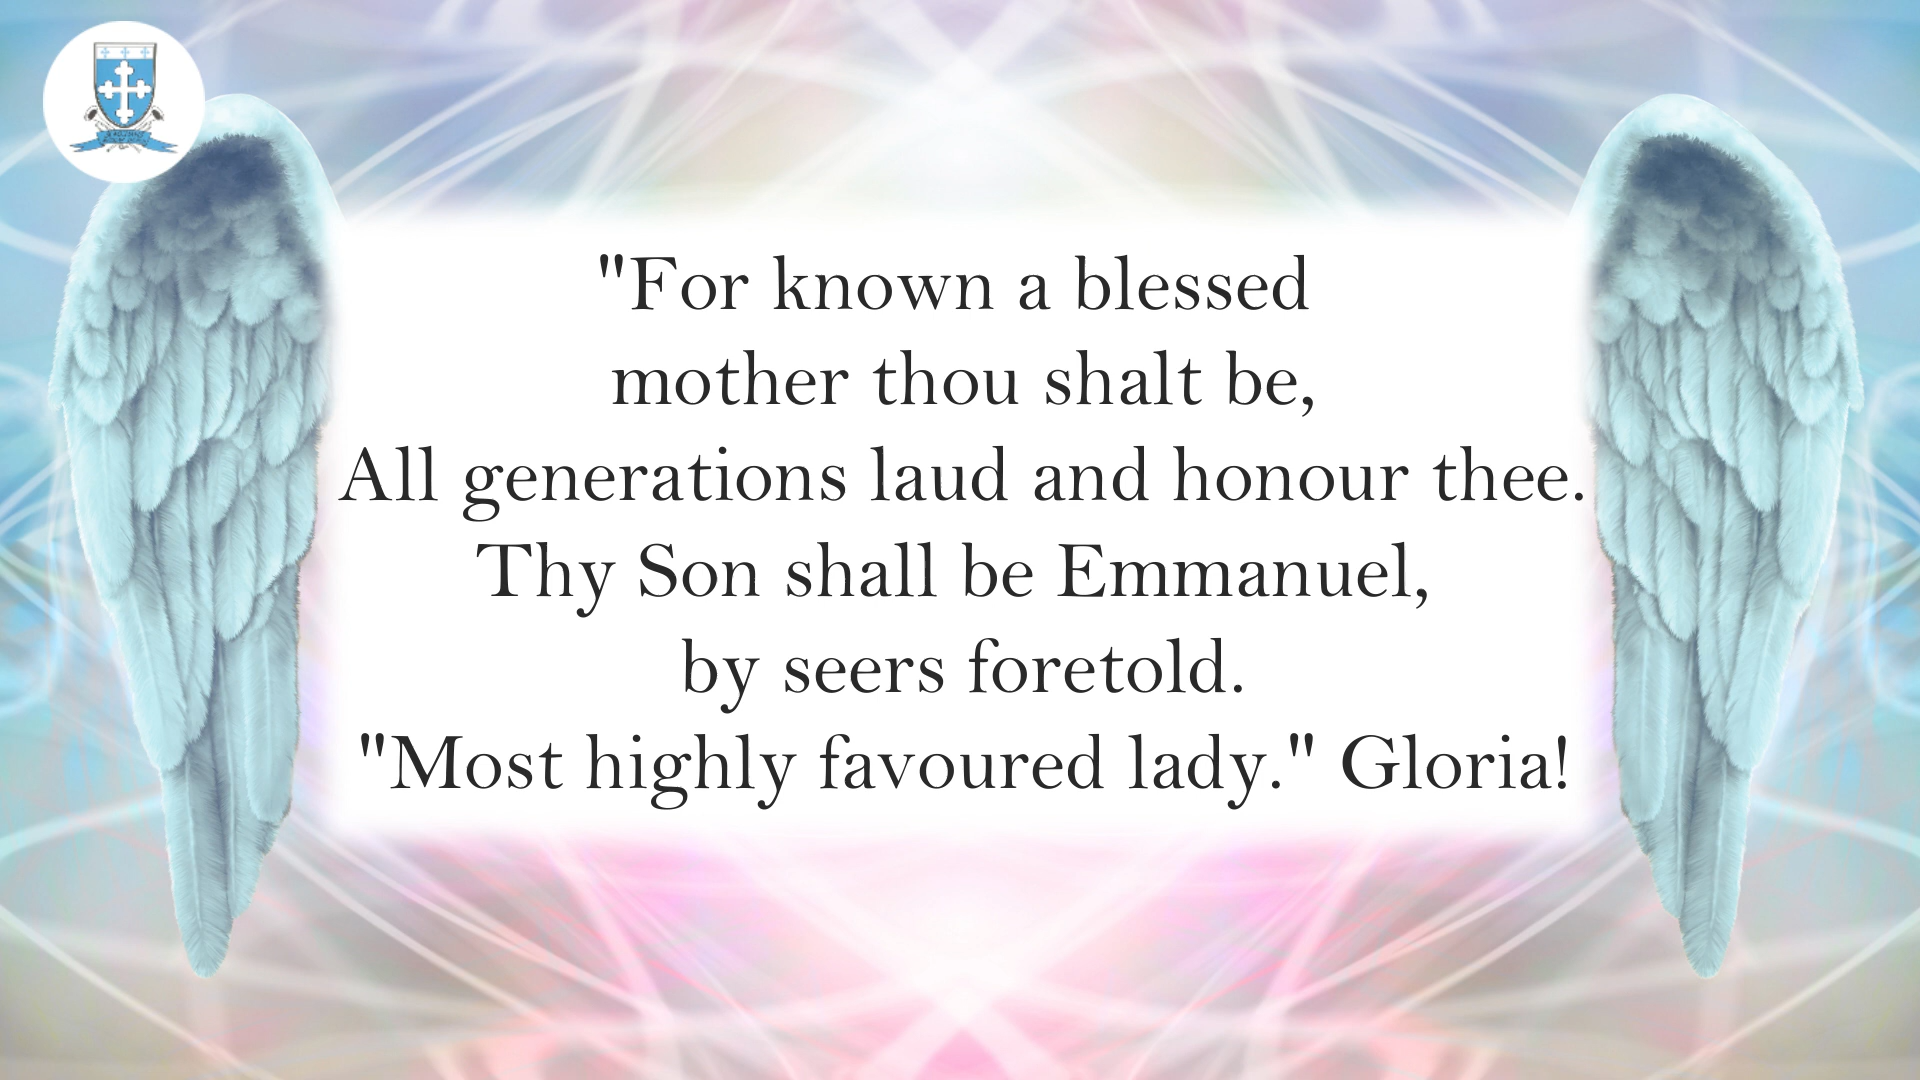 "For known a blessed
mother thou shalt be,
All generations laud and honour thee.
Thy Son shall be Emmanuel,
by seers foretold.
"Most highly favoured lady." Gloria!